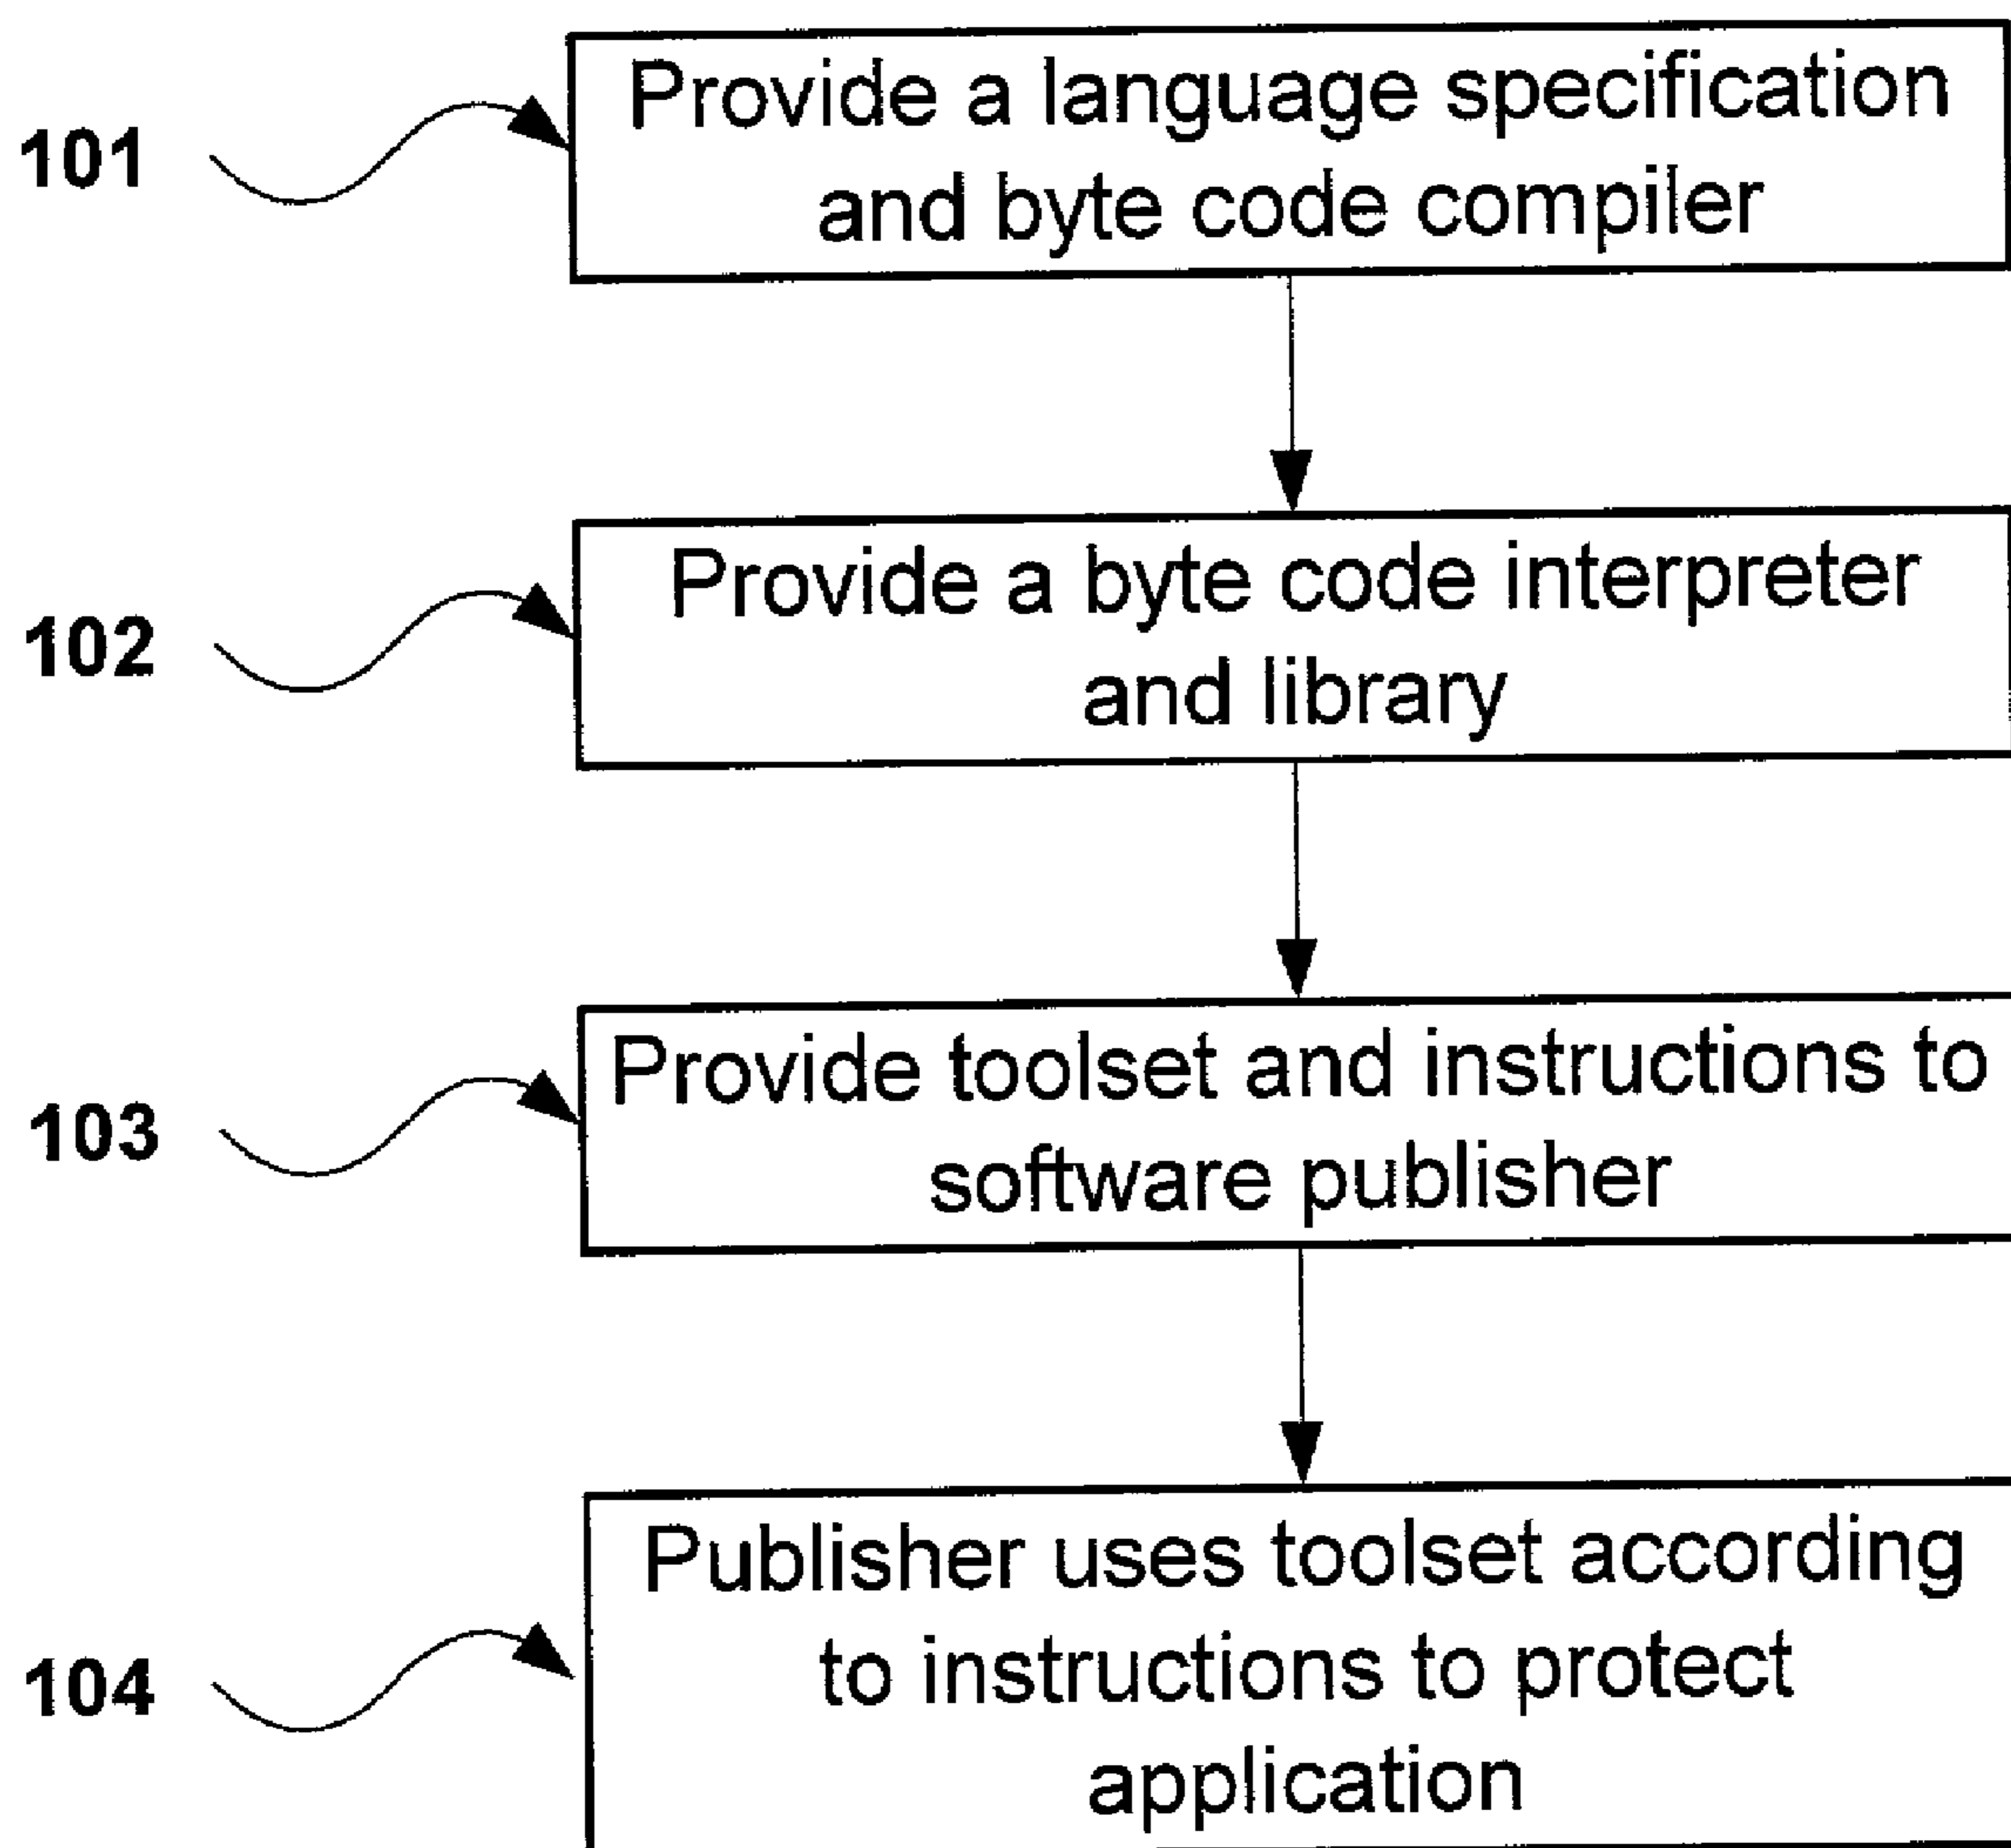 101
Provide a language specification
and byte code compiler
102
Provide a byte code interpreter
and library
103
Provide toolset and instructions to
software publisher
104
Publisher uses toolset according
to instructions to protect
application